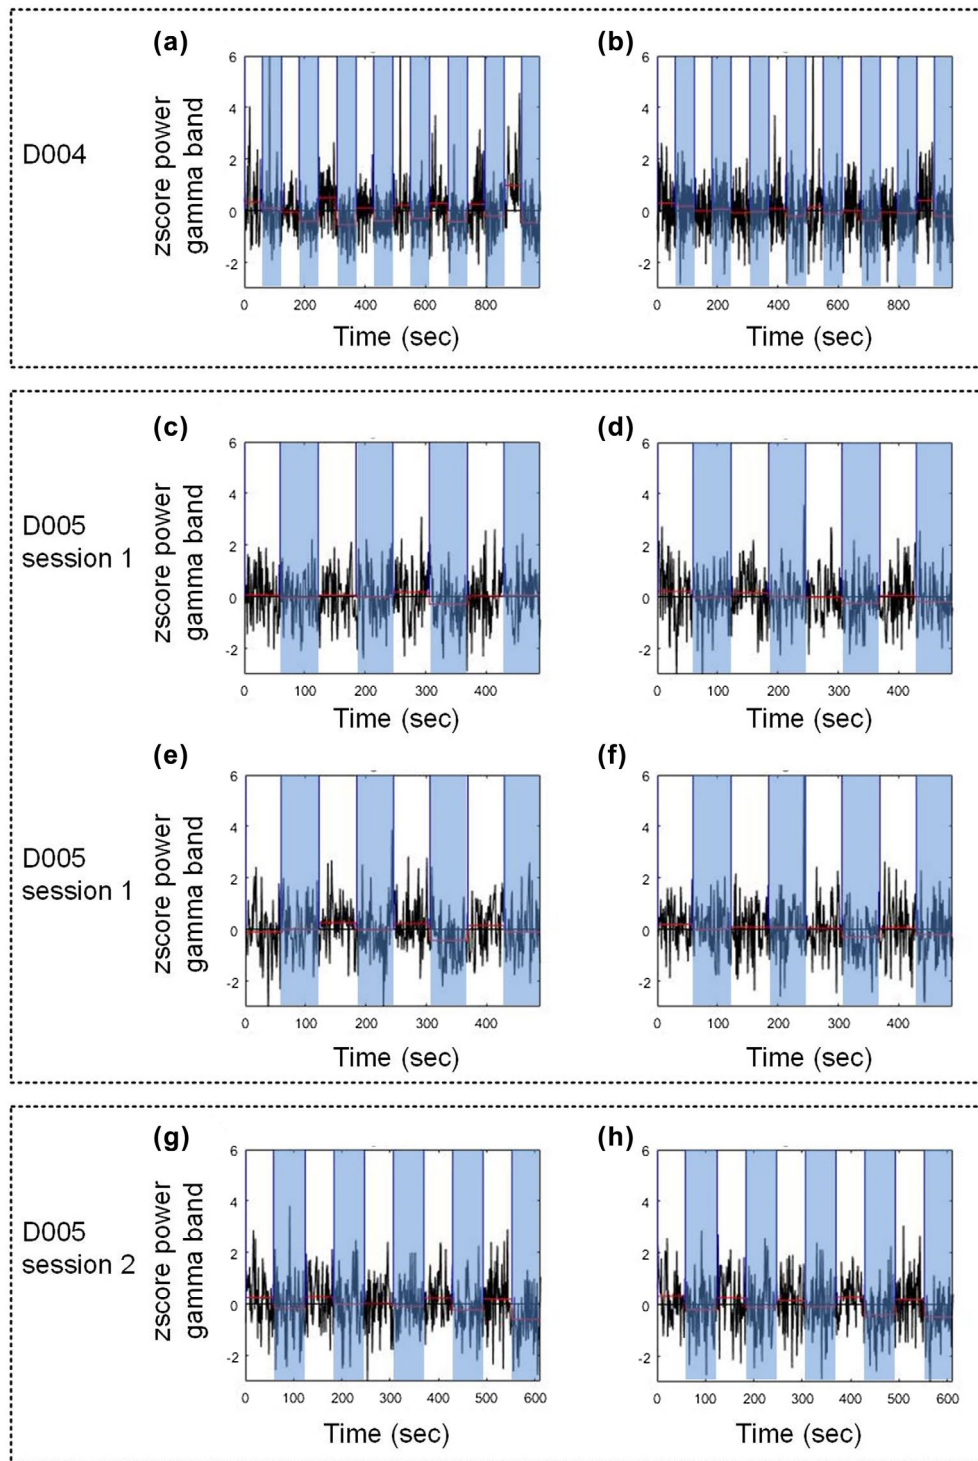 (a)
(b)
D004
zscore power
gamma band
6
4
2
0
-2
0 200 400 600 800
Time (sec)
6
4
2
0
-2
0 200 400 600 800
Time (sec)
(c)
(d)
D005
session 1
zscore power
gamma band
6
4
2
0
-2
0 100 200 300 400
Time (sec)
6
4
2
0
-2
0 100 200 300 400
Time (sec)
(e)
(f)
D005
session 1
zscore power
gamma band
6
4
2
0
-2
0 100 200 300 400
Time (sec)
6
4
2
0
-2
0 100 200 300 400
Time (sec)
(g)
(h)
D005
session 2
zscore power
gamma band
6
4
2
0
-2
0 100 200 300 400 500 600
Time (sec)
6
4
2
0
-2
0 100 200 300 400 500 600
Time (sec)